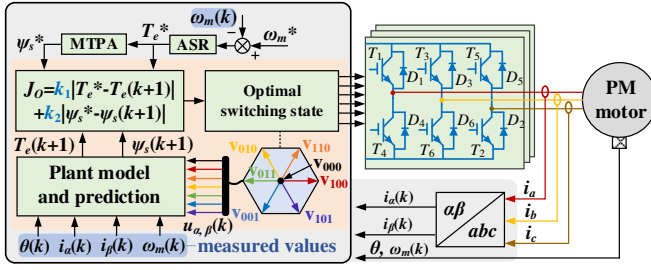 ω_m(k)
ψ_s* MTPA T_e* ASR − + ω_m*
J_O=k_1|T_e*-T_e(k+1)|
+k_2|ψ_s*-ψ_s(k+1)|
Optimal
switching state
T_1 D_1 T_3 D_3 T_5 D_5
T_4 D_4 T_6 D_6 T_2 D_2
PM
motor
T_e(k+1) ψ_s(k+1)
Plant model
and prediction
v_010 v_110
v_000
v_011 v_100
v_001 v_101
u_α, β(k)
θ(k) i_α(k) i_β(k) ω_m(k) measured values
i_α(k)
i_β(k)
θ, ω_m(k)
αβ
abc
i_a
i_b
i_c